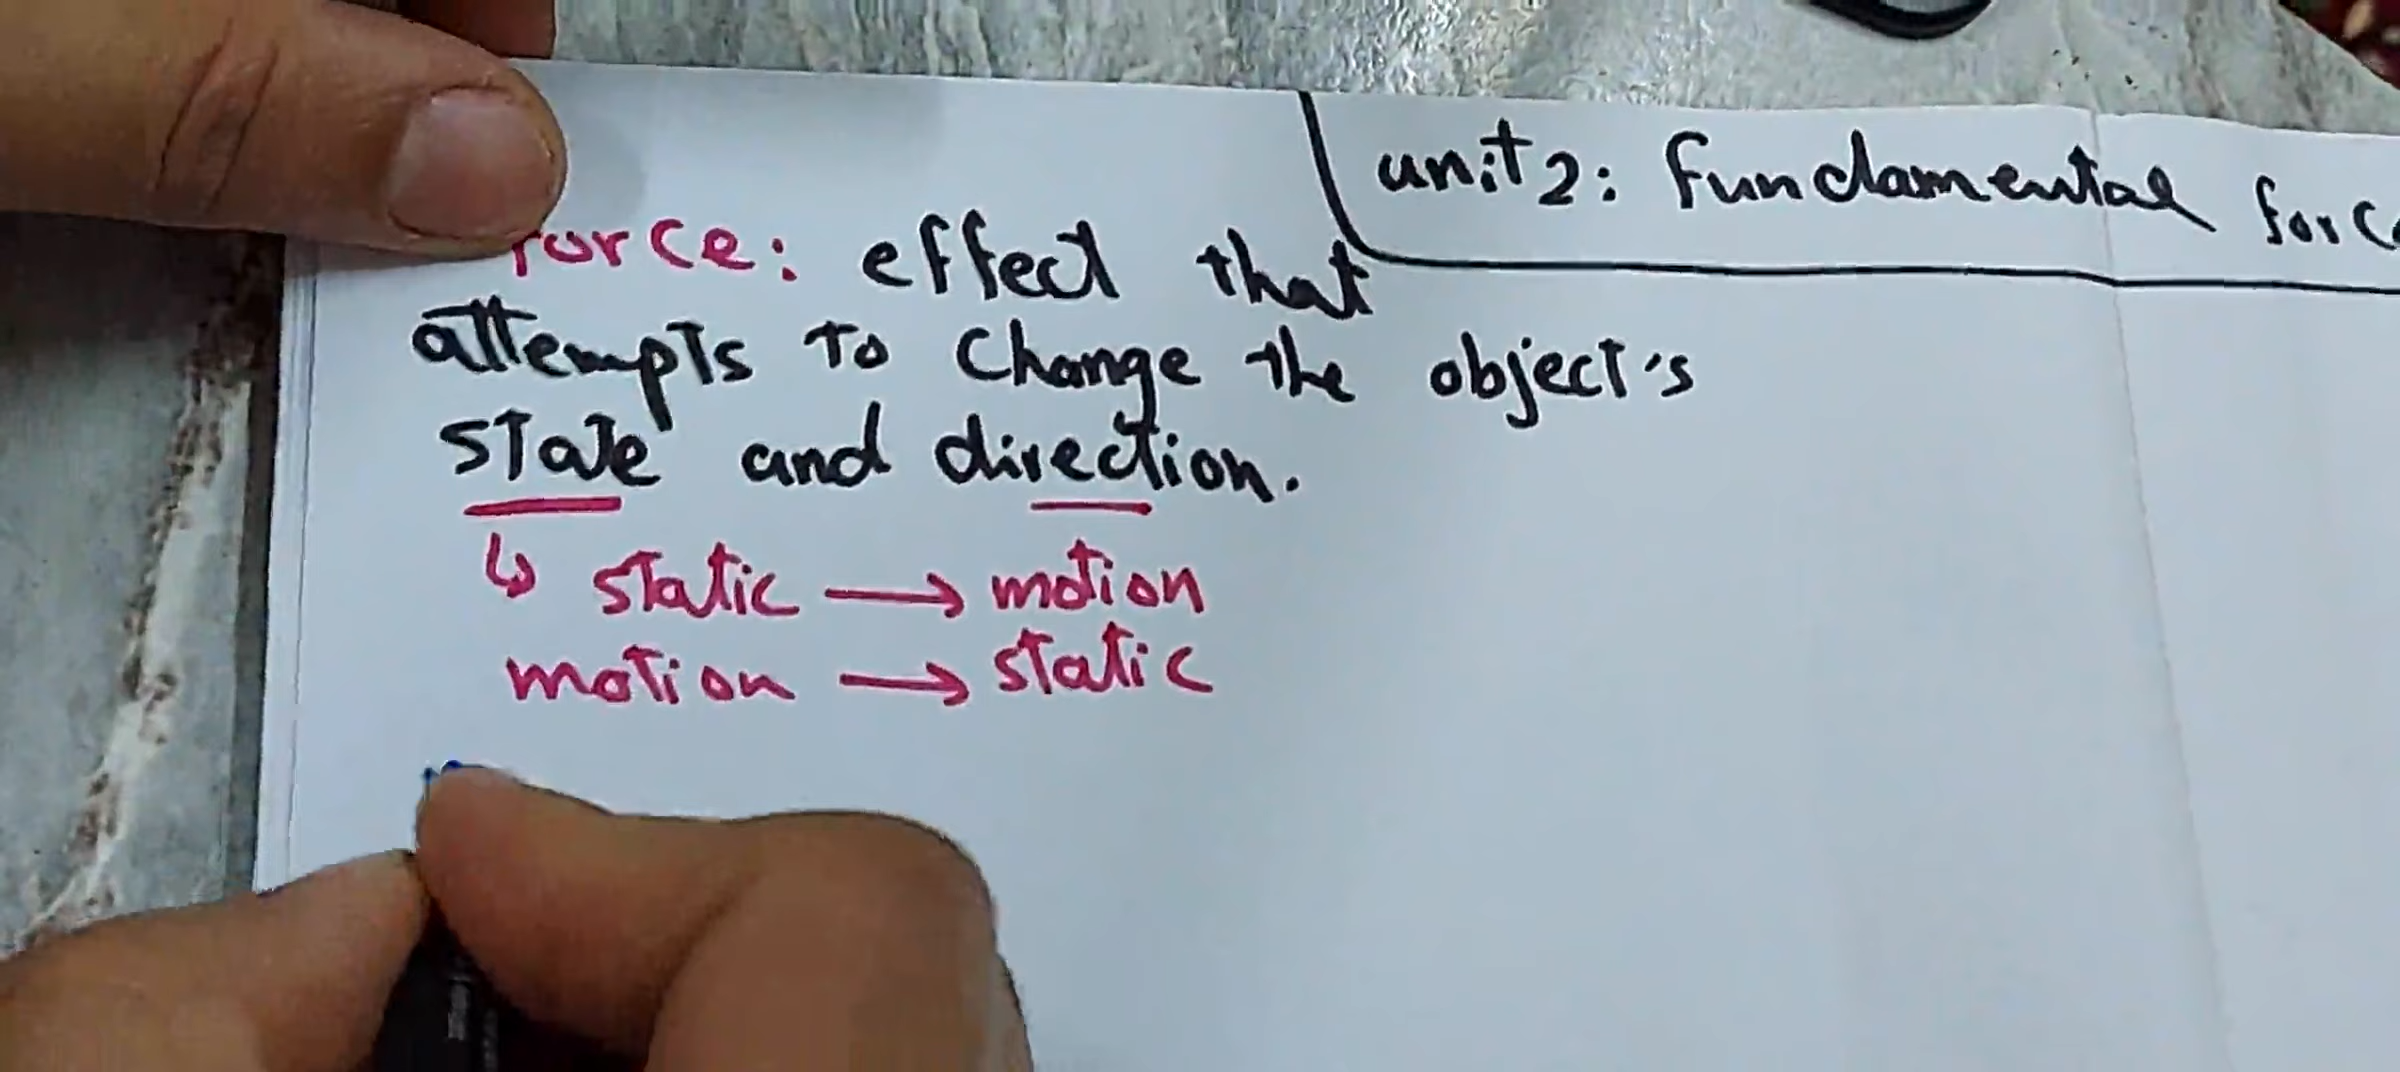 unit 2: Fundamental
force: effect that
attempts to change the object's
state and direction.
↳ static → motion
motion → static